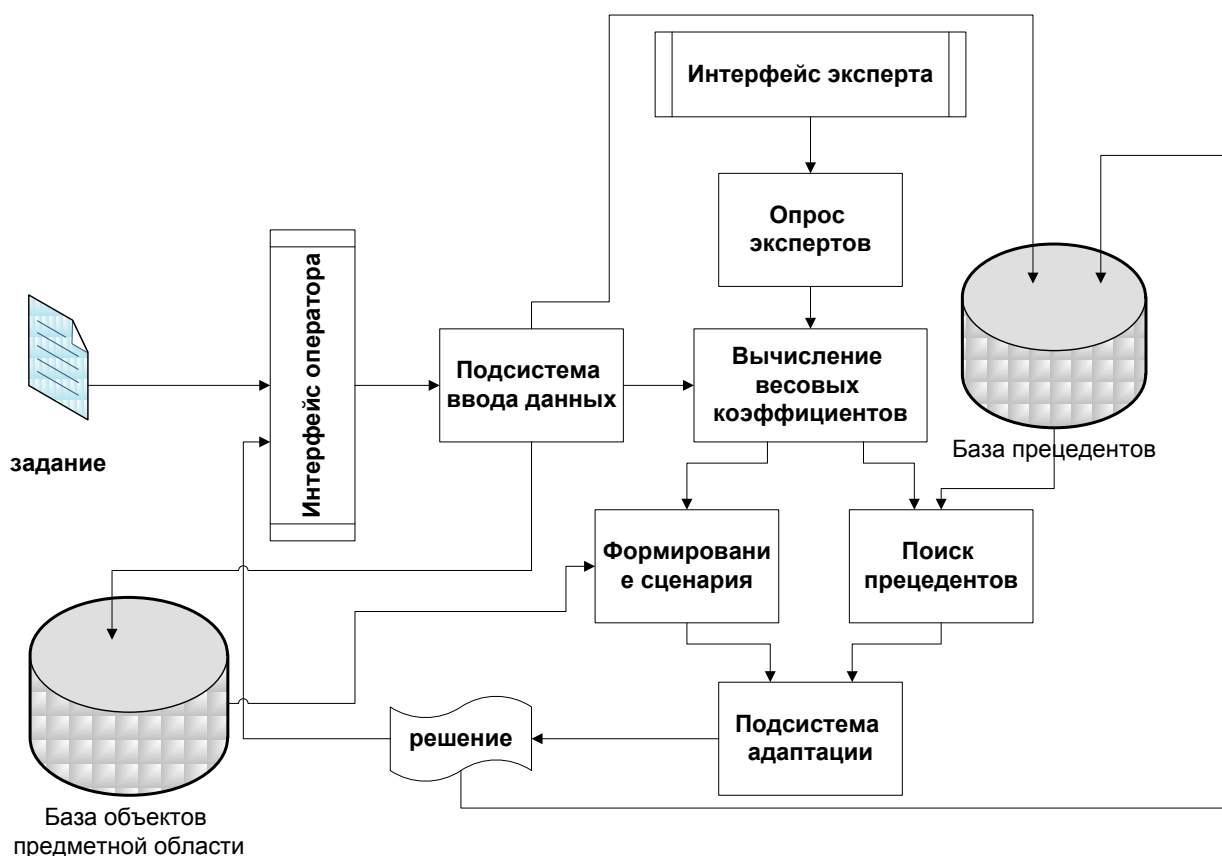 Интерфейс эксперта
Опрос
экспертов
Интерфейс оператора
Подсистема
ввода данных
Вычисление
весовых
коэффициентов
База прецедентов
задание
Формировани
е сценария
Поиск
прецедентов
решение
Подсистема
адаптации
База объектов
предметной области